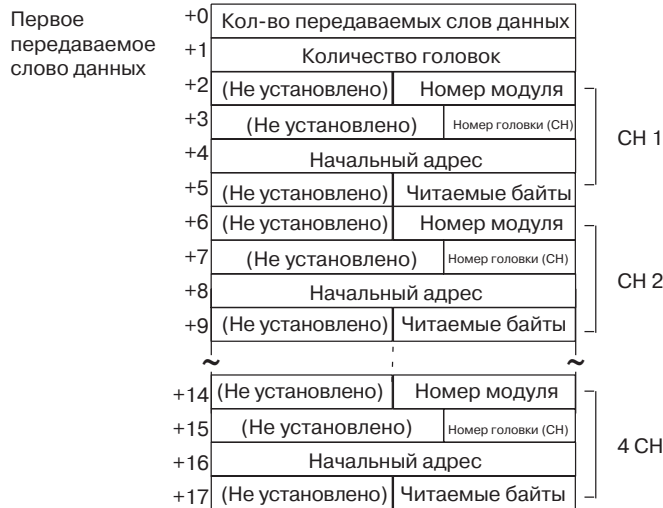 Первое
передаваемое
слово данных
+0 Кол-во передаваемых слов данных
+1 Количество головок
+2 (Не установлено) Номер модуля
+3 (Не установлено) Номер головки (CH)
CH 1
+4 Начальный адрес
+5 (Не установлено) Читаемые байты
+6 (Не установлено) Номер модуля
+7 (Не установлено) Номер головки (CH)
CH 2
+8 Начальный адрес
+9 (Не установлено) Читаемые байты
~ ~
+14 (Не установлено) Номер модуля
+15 (Не установлено) Номер головки (CH)
4 CH
+16 Начальный адрес
+17 (Не установлено) Читаемые байты